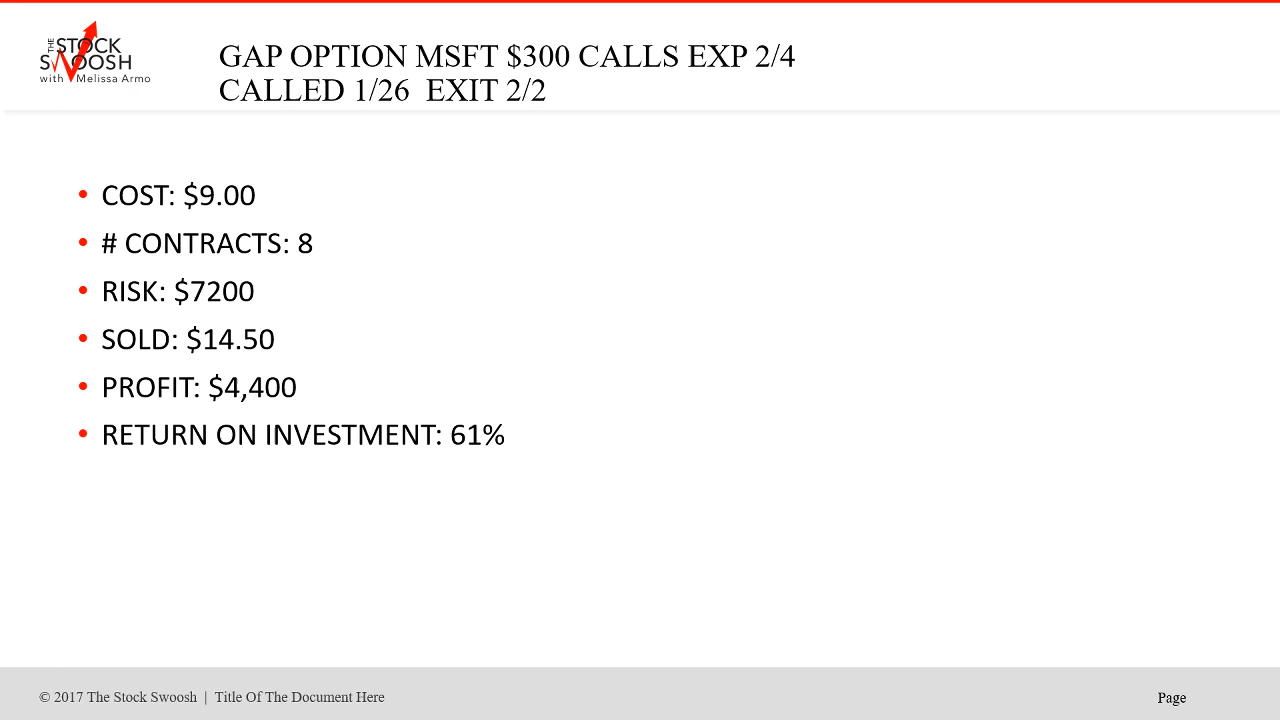 THE STOCK
SWOOSH
with Melissa Armo
GAP OPTION MSFT $300 CALLS EXP 2/4
CALLED 1/26 EXIT 2/2
• COST: $9.00
• # CONTRACTS: 8
• RISK: $7200
• SOLD: $14.50
• PROFIT: $4,400
• RETURN ON INVESTMENT: 61%
© 2017 The Stock Swoosh | Title Of The Document Here
Page